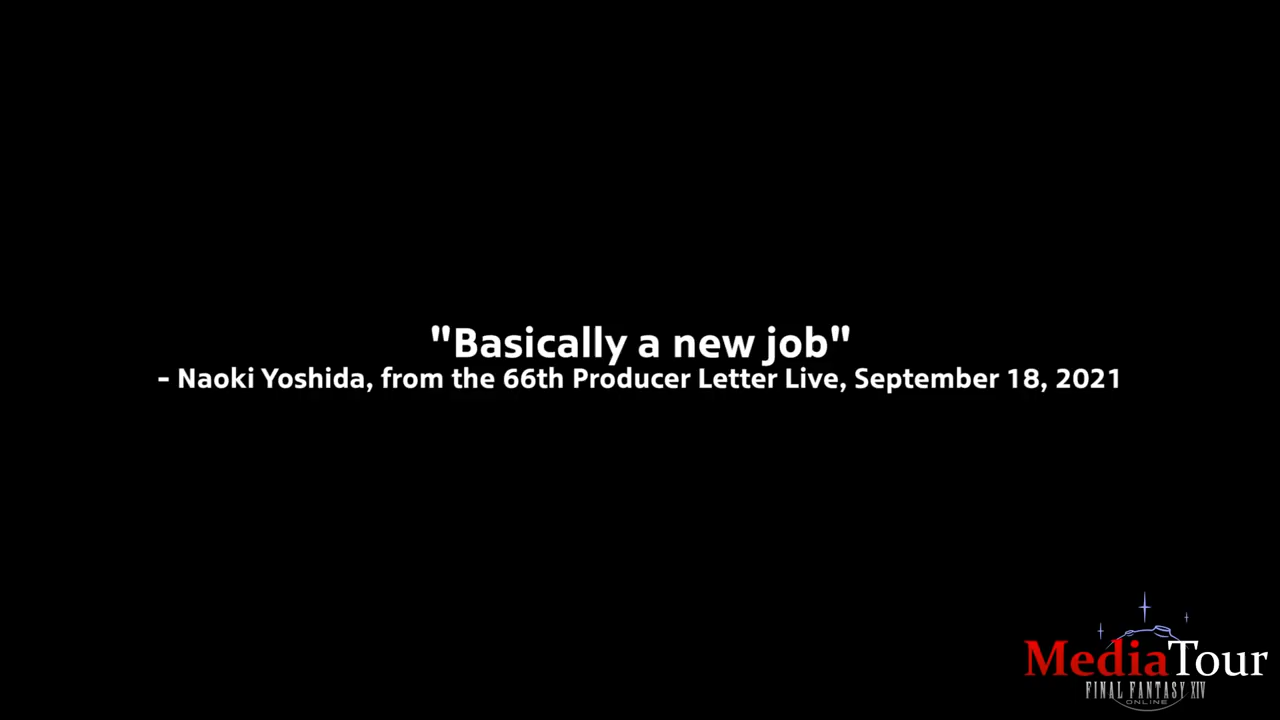 "Basically a new job"
- Naoki Yoshida, from the 66th Producer Letter Live, September 18, 2021
MediaTour
FINAL FANTASY XIV
ONLINE